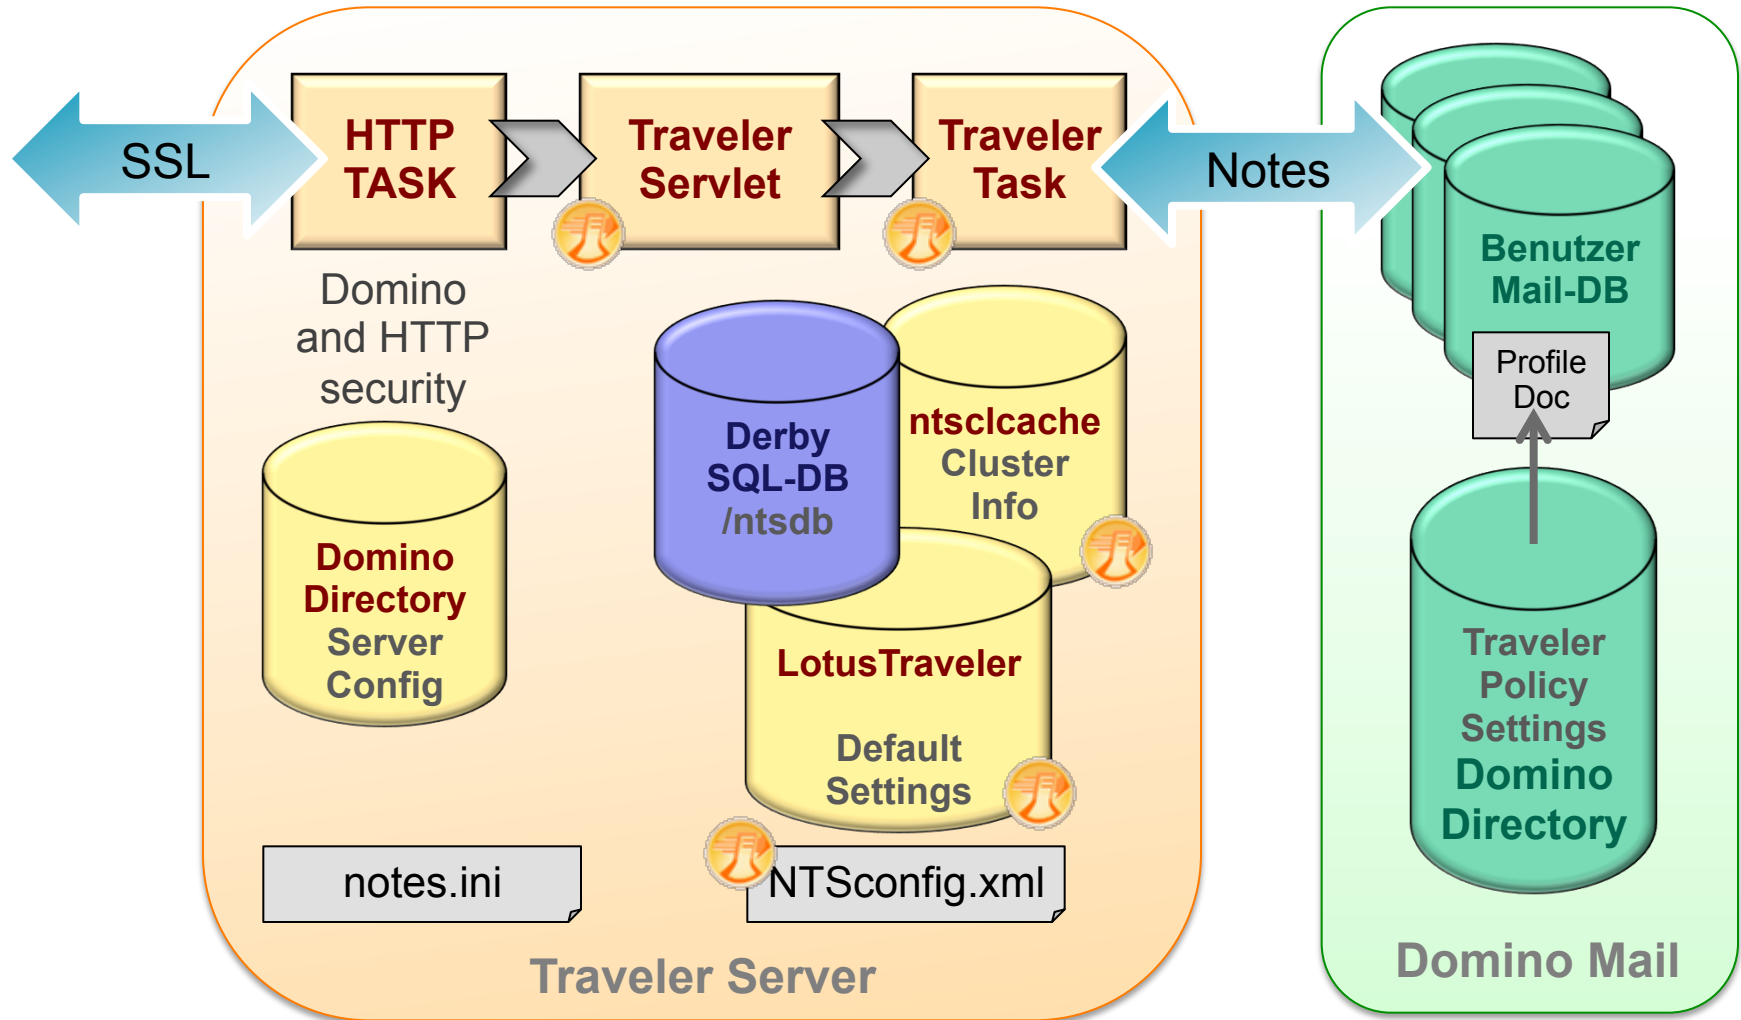 SSL
HTTP
TASK
Traveler
Servlet
Traveler
Task
Notes
Domino
and HTTP
security
Domino
Directory
Server
Config
Derby
SQL-DB
/ntsdb
ntsclcache
Cluster
Info
LotusTraveler
Default
Settings
notes.ini
NTSconfig.xml
Traveler Server
Benutzer
Mail-DB
Profile
Doc
Traveler
Policy
Settings
Domino
Directory
Domino Mail